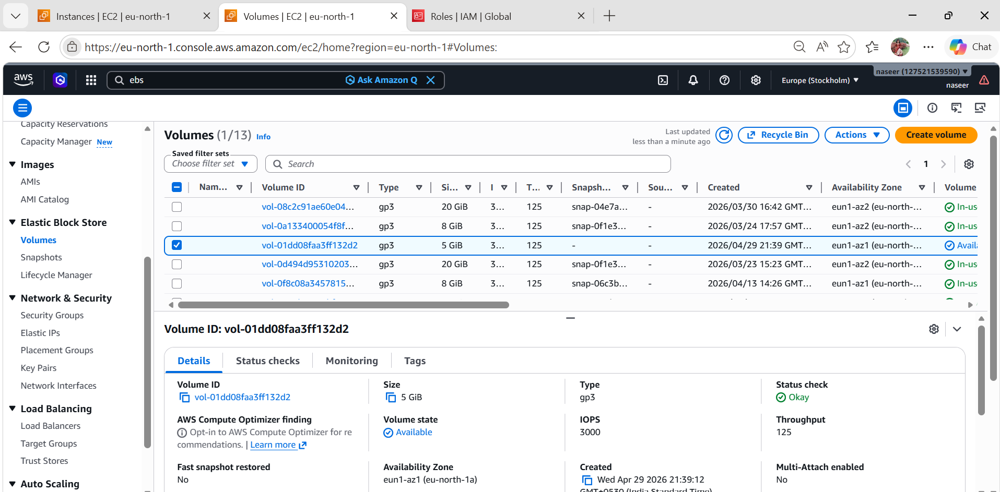 Instances | EC2 | eu-north-1
Volumes | EC2 | eu-north-1
Roles | IAM | Global
https://eu-north-1.console.aws.amazon.com/ec2/home?region=eu-north-1#Volumes:
Chat
aws
ebs
Ask Amazon Q
Europe (Stockholm)
naseer (127521539590)
naseer
Capacity Reservations
Capacity Manager New
Images
AMIs
AMI Catalog
Elastic Block Store
Volumes
Snapshots
Lifecycle Manager
Network & Security
Security Groups
Elastic IPs
Placement Groups
Key Pairs
Network Interfaces
Load Balancing
Load Balancers
Target Groups
Trust Stores
Auto Scaling
Volumes (1/13) Info
Last updated
less than a minute ago
Recycle Bin
Actions
Create volume
Saved filter sets
Choose filter set
Search
1
Nam... Volume ID Type Si... I T... Snapsh... Sou... Created Availability Zone Volume
vol-08c2c91ae60e04... gp3 20 GiB 3... 125 snap-04e7a... - 2026/03/30 16:42 GMT... eun1-az2 (eu-north-... In-us
vol-0a133400054f8f... gp3 8 GiB 3... 125 snap-0f1e3... - 2026/03/24 17:57 GMT... eun1-az2 (eu-north-... In-us
vol-01dd08faa3ff132d2 gp3 5 GiB 3... 125 - - 2026/04/29 21:39 GMT... eun1-az1 (eu-north-... Avail
vol-0d494d95310203... gp3 20 GiB 3... 125 snap-0f1e3... - 2026/03/23 15:23 GMT... eun1-az2 (eu-north-... In-us
vol-0f8c08a3457815... gp3 8 GiB 3... 125 snap-06c3b... - 2026/04/13 14:26 GMT... eun1-az1 (eu-north-... In-us
Volume ID: vol-01dd08faa3ff132d2
Details
Status checks
Monitoring
Tags
Volume ID
vol-01dd08faa3ff132d2
Size
5 GiB
Type
gp3
Status check
Okay
AWS Compute Optimizer finding
Opt-in to AWS Compute Optimizer for re
commendations. | Learn more
Volume state
Available
IOPS
3000
Throughput
125
Fast snapshot restored
No
Availability Zone
eun1-az1 (eu-north-1a)
Created
Wed Apr 29 2026 21:39:12
GMT+0530 (India Standard Time)
Multi-Attach enabled
No